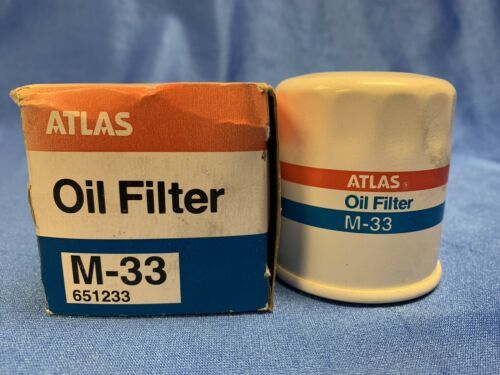 ATLAS
Oil Filter
M-33
651233
ATLAS®
Oil Filter
M-33